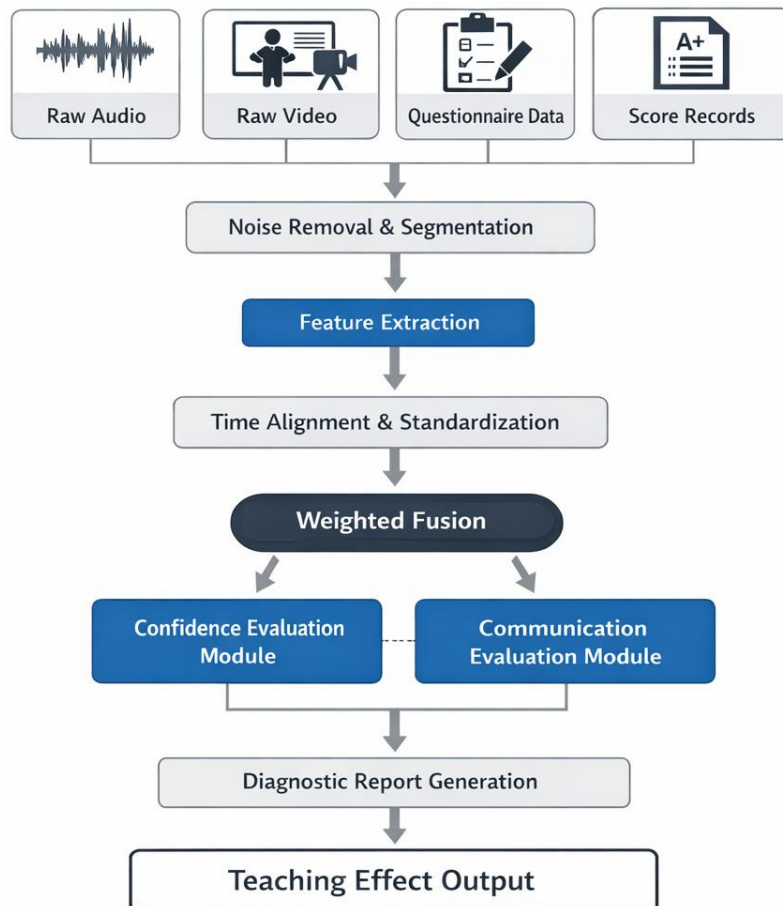 Raw Audio
Raw Video
Questionnaire Data
A+
Score Records
Noise Removal & Segmentation
Feature Extraction
Time Alignment & Standardization
Weighted Fusion
Confidence Evaluation
Module
Communication
Evaluation Module
Diagnostic Report Generation
Teaching Effect Output